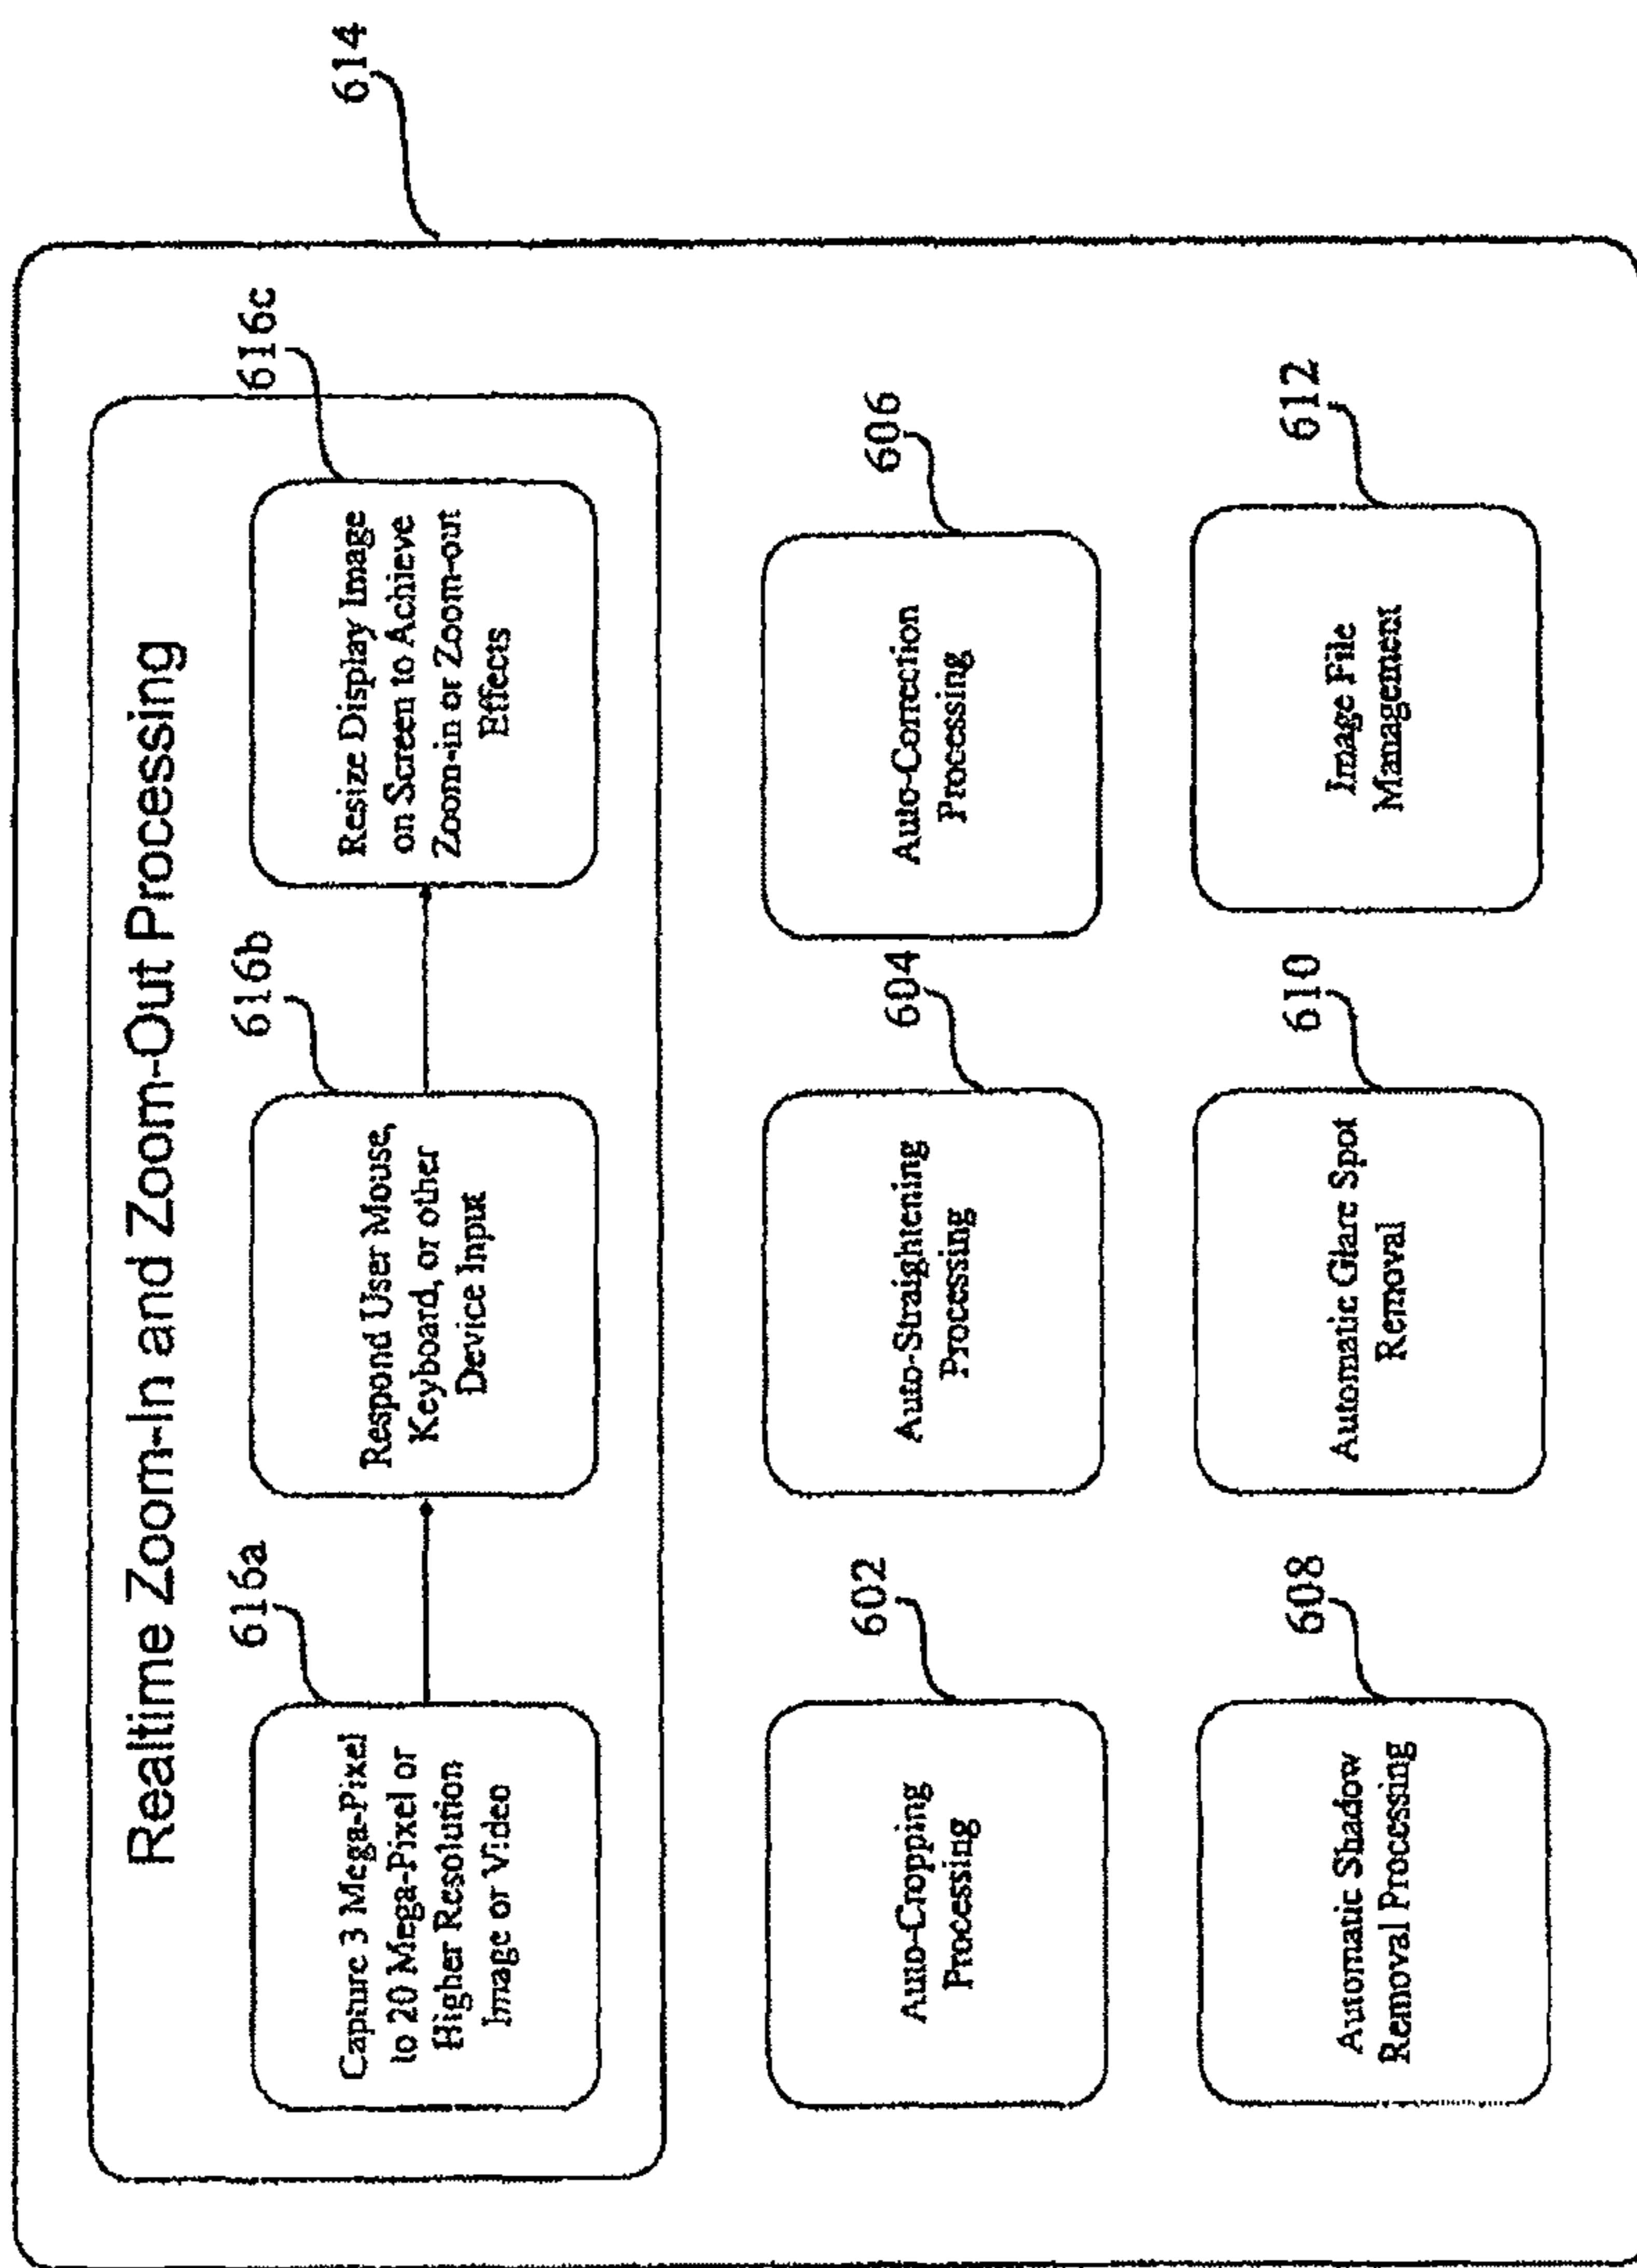 614
Realtime Zoom-In and Zoom-Out Processing
616a
616b
616c
Capture 3 Mega-Pixel
to 20 Mega-Pixel or
Higher Resolution
Image or Video
Respond User Mouse,
Keyboard, or other
Device Input
Resize Display Image
on Screen to Achieve
Zoom-in or Zoom-out
Effects
602
604
606
Auto-Cropping
Processing
Auto-Straightening
Processing
Auto-Correction
Processing
608
610
612
Automatic Shadow
Removal Processing
Automatic Glare Spot
Removal
Image File
Management